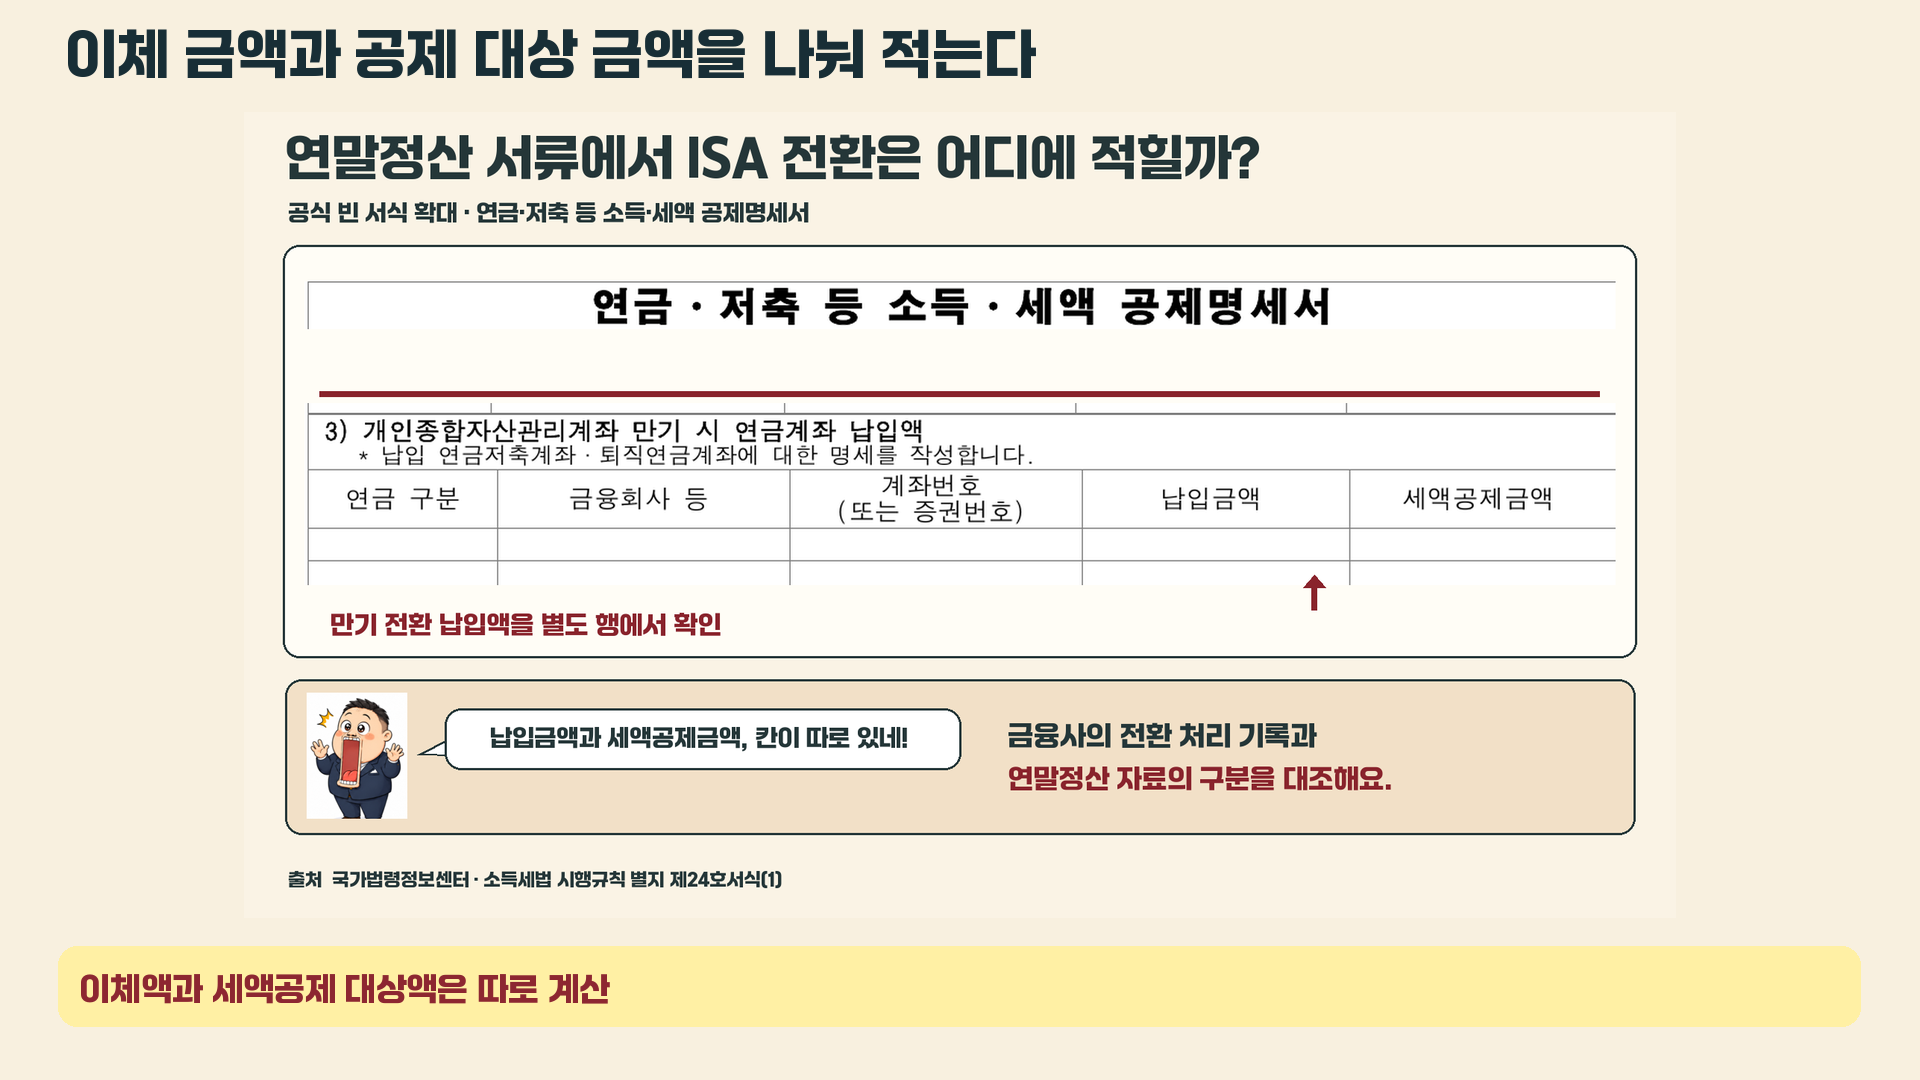 이체 금액과 공제 대상 금액을 나눠 적는다
연말정산 서류에서 ISA 전환은 어디에 적힐까?
공식 빈 서식 확대 · 연금·저축 등 소득·세액 공제명세서
연금 · 저축 등 소득 · 세액 공제명세서
3) 개인종합자산관리계좌 만기 시 연금계좌 납입액
* 납입 연금저축계좌 · 퇴직연금계좌에 대한 명세를 작성합니다.
연금 구분 금융회사 등 계좌번호 (또는 증권번호) 납입금액 세액공제금액
만기 전환 납입액을 별도 행에서 확인
납입금액과 세액공제금액, 칸이 따로 있네!
금융사의 전환 처리 기록과
연말정산 자료의 구분을 대조해요.
출처 국가법령정보센터 · 소득세법 시행규칙 별지 제24호서식(1)
이체액과 세액공제 대상액은 따로 계산